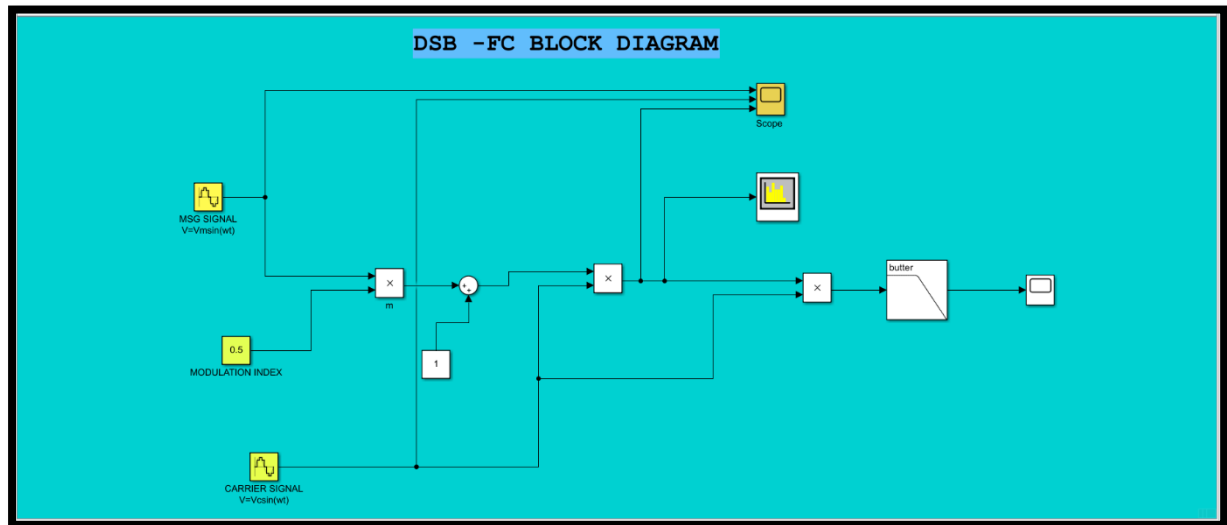 DSB -FC BLOCK DIAGRAM
Scope
MSG SIGNAL
V=Vmsin(wt)
×
m
+
+
×
butter
×
0.5
MODULATION INDEX
1
CARRIER SIGNAL
V=Vcsin(wt)